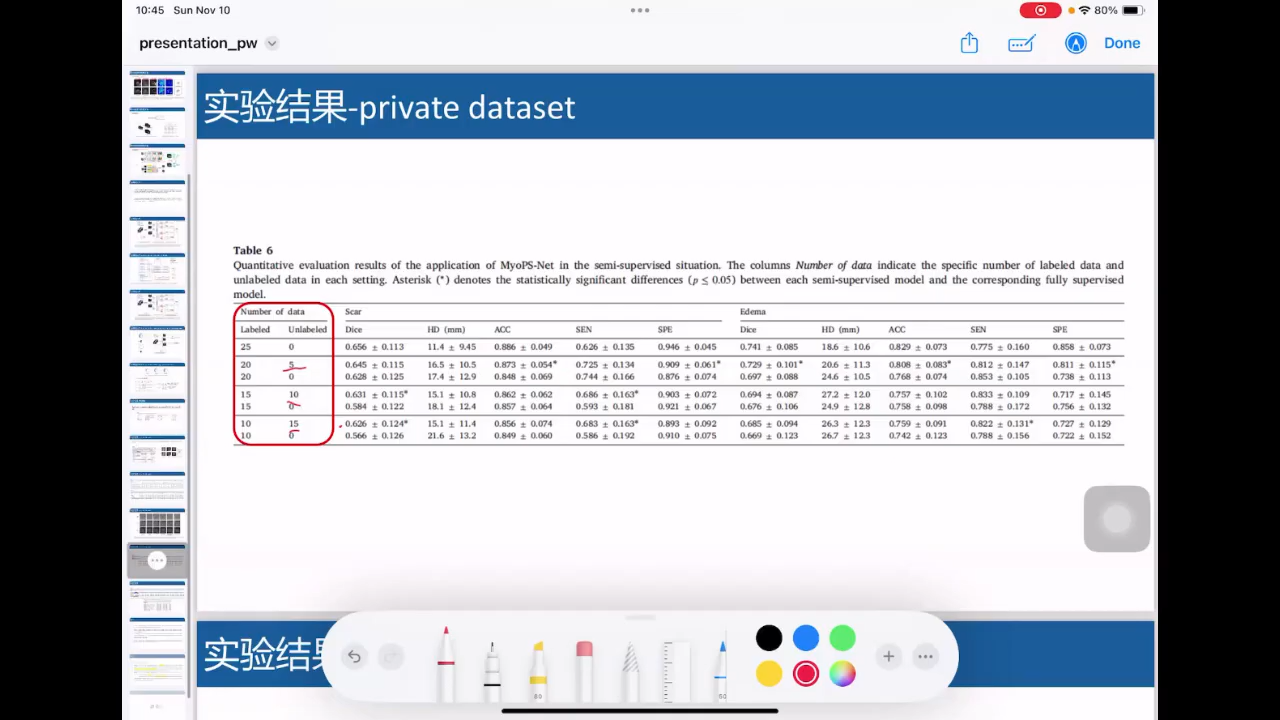 10:45 Sun Nov 10
80%
presentation_pw
Done
实验结果-private dataset
Table 6
Quantitative evaluation results of the application of MyoPS-Net in the semi-supervised situation. The columns Number of data indicate the specific number of labeled data and
unlabeled data in each setting. Asterisk (*) denotes the statistically significant differences (p ≤ 0.05) between each semi-supervised model and the corresponding fully supervised
model.
Number of data Scar Edema
Labeled Unlabeled Dice HD (mm) ACC SEN SPE Dice HD (mm) ACC SEN SPE
25 0 0.656 ± 0.113 11.4 ± 9.45 0.886 ± 0.049 0.626 ± 0.135 0.946 ± 0.045 0.741 ± 0.085 18.6 ± 10.6 0.829 ± 0.073 0.775 ± 0.160 0.858 ± 0.073
20 5 0.645 ± 0.115 16.5 ± 10.5 0.873 ± 0.054* 0.725 ± 0.134 0.909 ± 0.061* 0.729 ± 0.101* 20.6 ± 11.3 0.808 ± 0.083* 0.812 ± 0.147 0.811 ± 0.115*
20 0 0.628 ± 0.125 17.4 ± 12.9 0.848 ± 0.069 0.744 ± 0.166 0.876 ± 0.074 0.697 ± 0.088 24.6 ± 10.5 0.768 ± 0.074 0.853 ± 0.105 0.738 ± 0.113
15 10 0.631 ± 0.115* 15.1 ± 10.8 0.862 ± 0.062 0.686 ± 0.163* 0.903 ± 0.072 0.694 ± 0.087 27.2 ± 12.0 0.757 ± 0.102 0.833 ± 0.109 0.717 ± 0.145
15 0 0.584 ± 0.122 18.1 ± 12.4 0.857 ± 0.064 0.593 ± 0.181 0.921 ± 0.067 0.676 ± 0.106 24.9 ± 12.8 0.758 ± 0.098 0.788 ± 0.172 0.756 ± 0.132
10 15 0.626 ± 0.124* 15.1 ± 11.4 0.856 ± 0.074 0.683 ± 0.163* 0.893 ± 0.092 0.685 ± 0.094 26.3 ± 12.3 0.759 ± 0.091 0.822 ± 0.131* 0.727 ± 0.129
10 0 0.566 ± 0.126 21.6 ± 13.2 0.849 ± 0.060 0.586 ± 0.192 0.910 ± 0.075 0.669 ± 0.123 26.7 ± 12.3 0.742 ± 0.123 0.788 ± 0.156 0.722 ± 0.152
实验结果
80